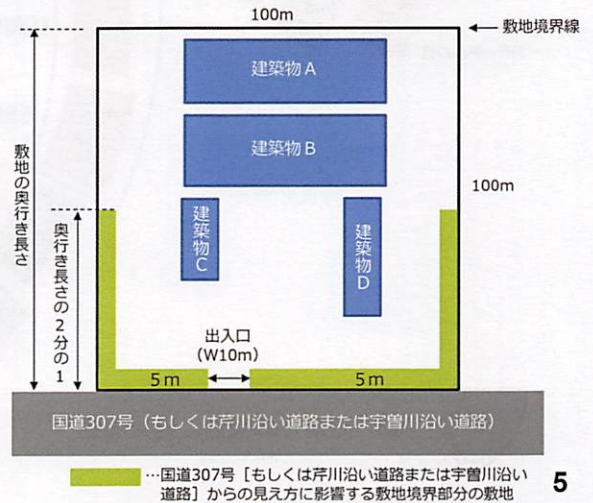 100m
敷地境界線
建築物A
建築物B
敷地の奥行き長さ
100m
奥行き長さの2分の1
建築物C
建築物D
出入口
(W10m)
5m
5m
国道307号（もしくは芹川沿い道路または宇曽川沿い道路）
…国道307号［もしくは芹川沿い道路または宇曽川沿い
道路］からの見え方に影響する敷地境界部分の敷地
5